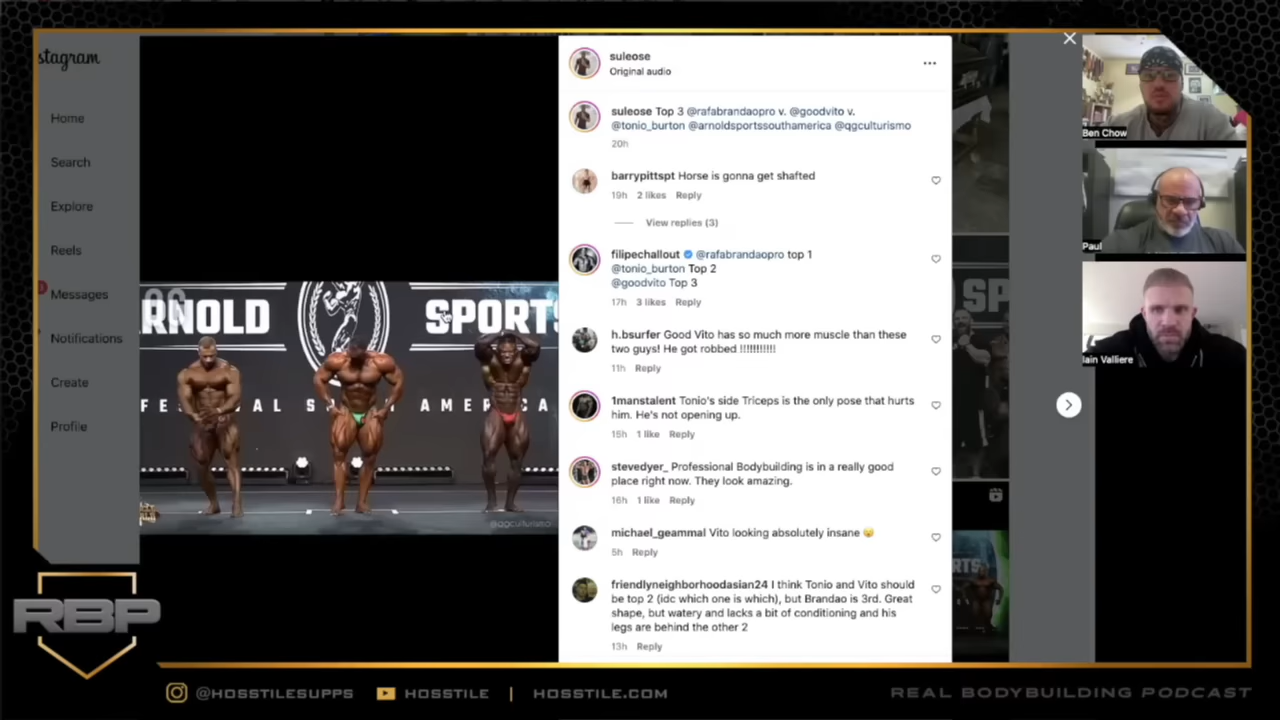 stagram
Home
Search
Explore
Reels
Messages
Notifications
Create
Profile
ARNOLD
SPORTS
FE
AL S
AMERICA
@qgculturismo
suleose
Original audio
suleose Top 3 @rafabrandaopro v. @goodvito v.
@tonio_burton @arnoldsportssouthamerica @qgculturismo
20h
barrypittspt Horse is gonna get shafted
19h 2 likes Reply
View replies (3)
filipechallout @rafabrandaopro top 1
@tonio_burton Top 2
@goodvito Top 3
17h 3 likes Reply
h.bsurfer Good Vito has so much more muscle than these
two guys! He got robbed !!!!!!!!!!!
11h Reply
1manstalent Tonio's side Triceps is the only pose that hurts
him. He's not opening up.
15h 1 like Reply
stevedyer_ Professional Bodybuilding is in a really good
place right now. They look amazing.
16h 1 like Reply
michael_geammal Vito looking absolutely insane 🤯
5h Reply
friendlyneighborhoodasian24 I think Tonio and Vito should
be top 2 (idc which one is which), but Brandao is 3rd. Great
shape, but watery and lacks a bit of conditioning and his
legs are behind the other 2
13h Reply
SP
RTS
Ben Chow
Paul
Iain Valliere
RBP
@HOSSTILESUPPS
HOSSTILE
|
HOSSTILE.COM
REAL BODYBUILDING PODCAST